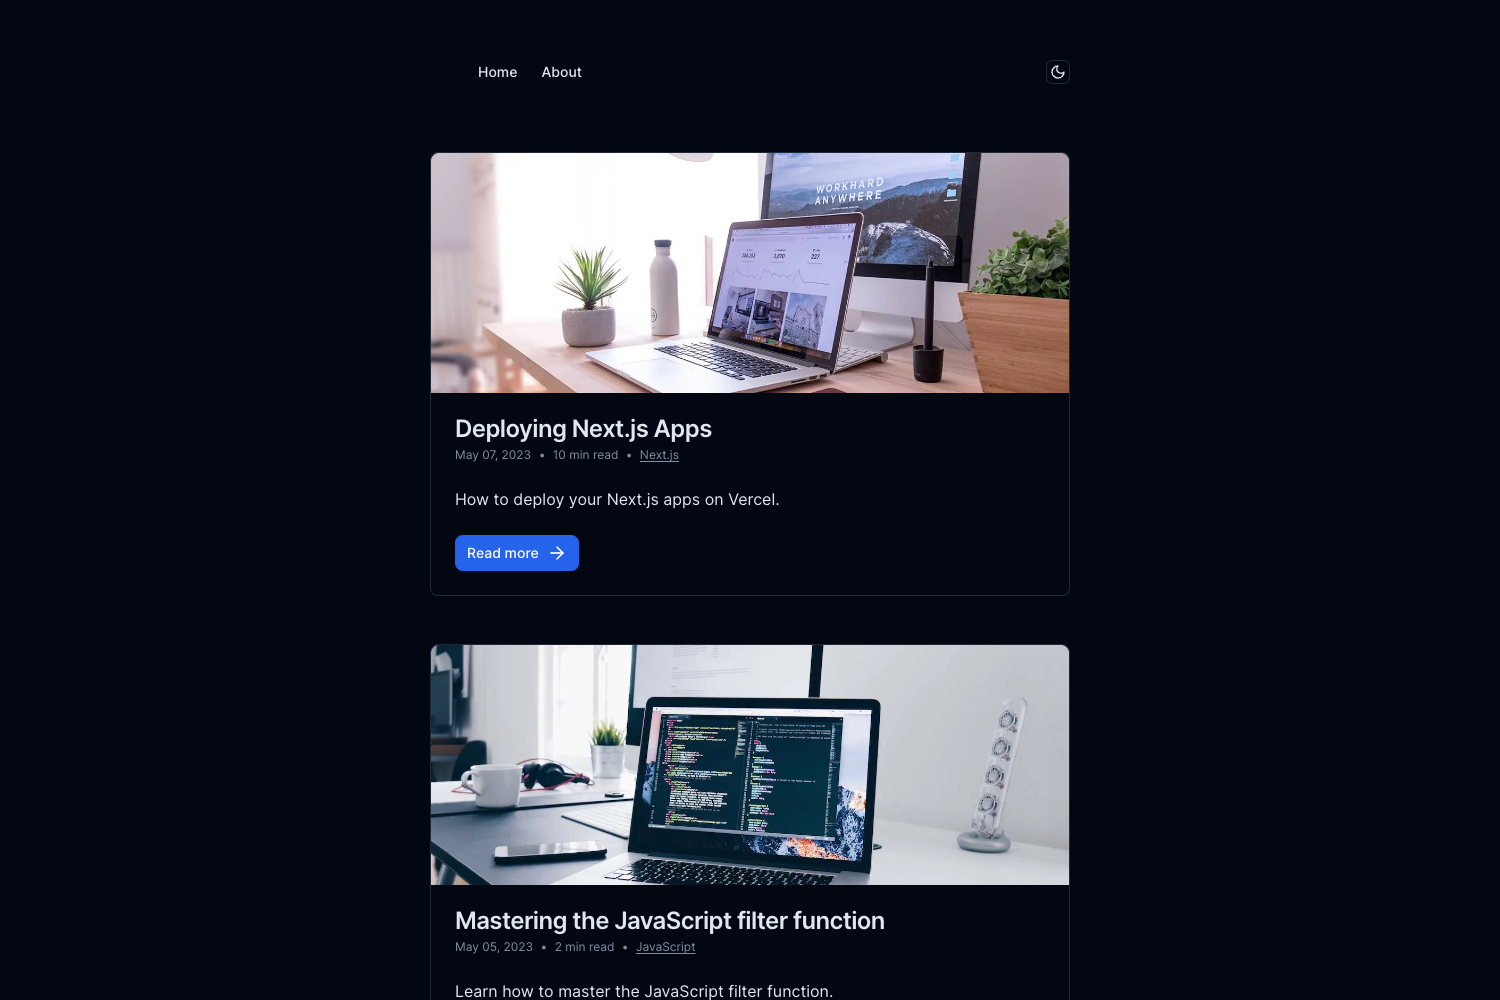 Home About
WORKHARD
ANYWHERE
Deploying Next.js Apps
May 07, 2023 • 10 min read • Next.js
How to deploy your Next.js apps on Vercel.
Read more
Mastering the JavaScript filter function
May 05, 2023 • 2 min read • JavaScript
Learn how to master the JavaScript filter function.